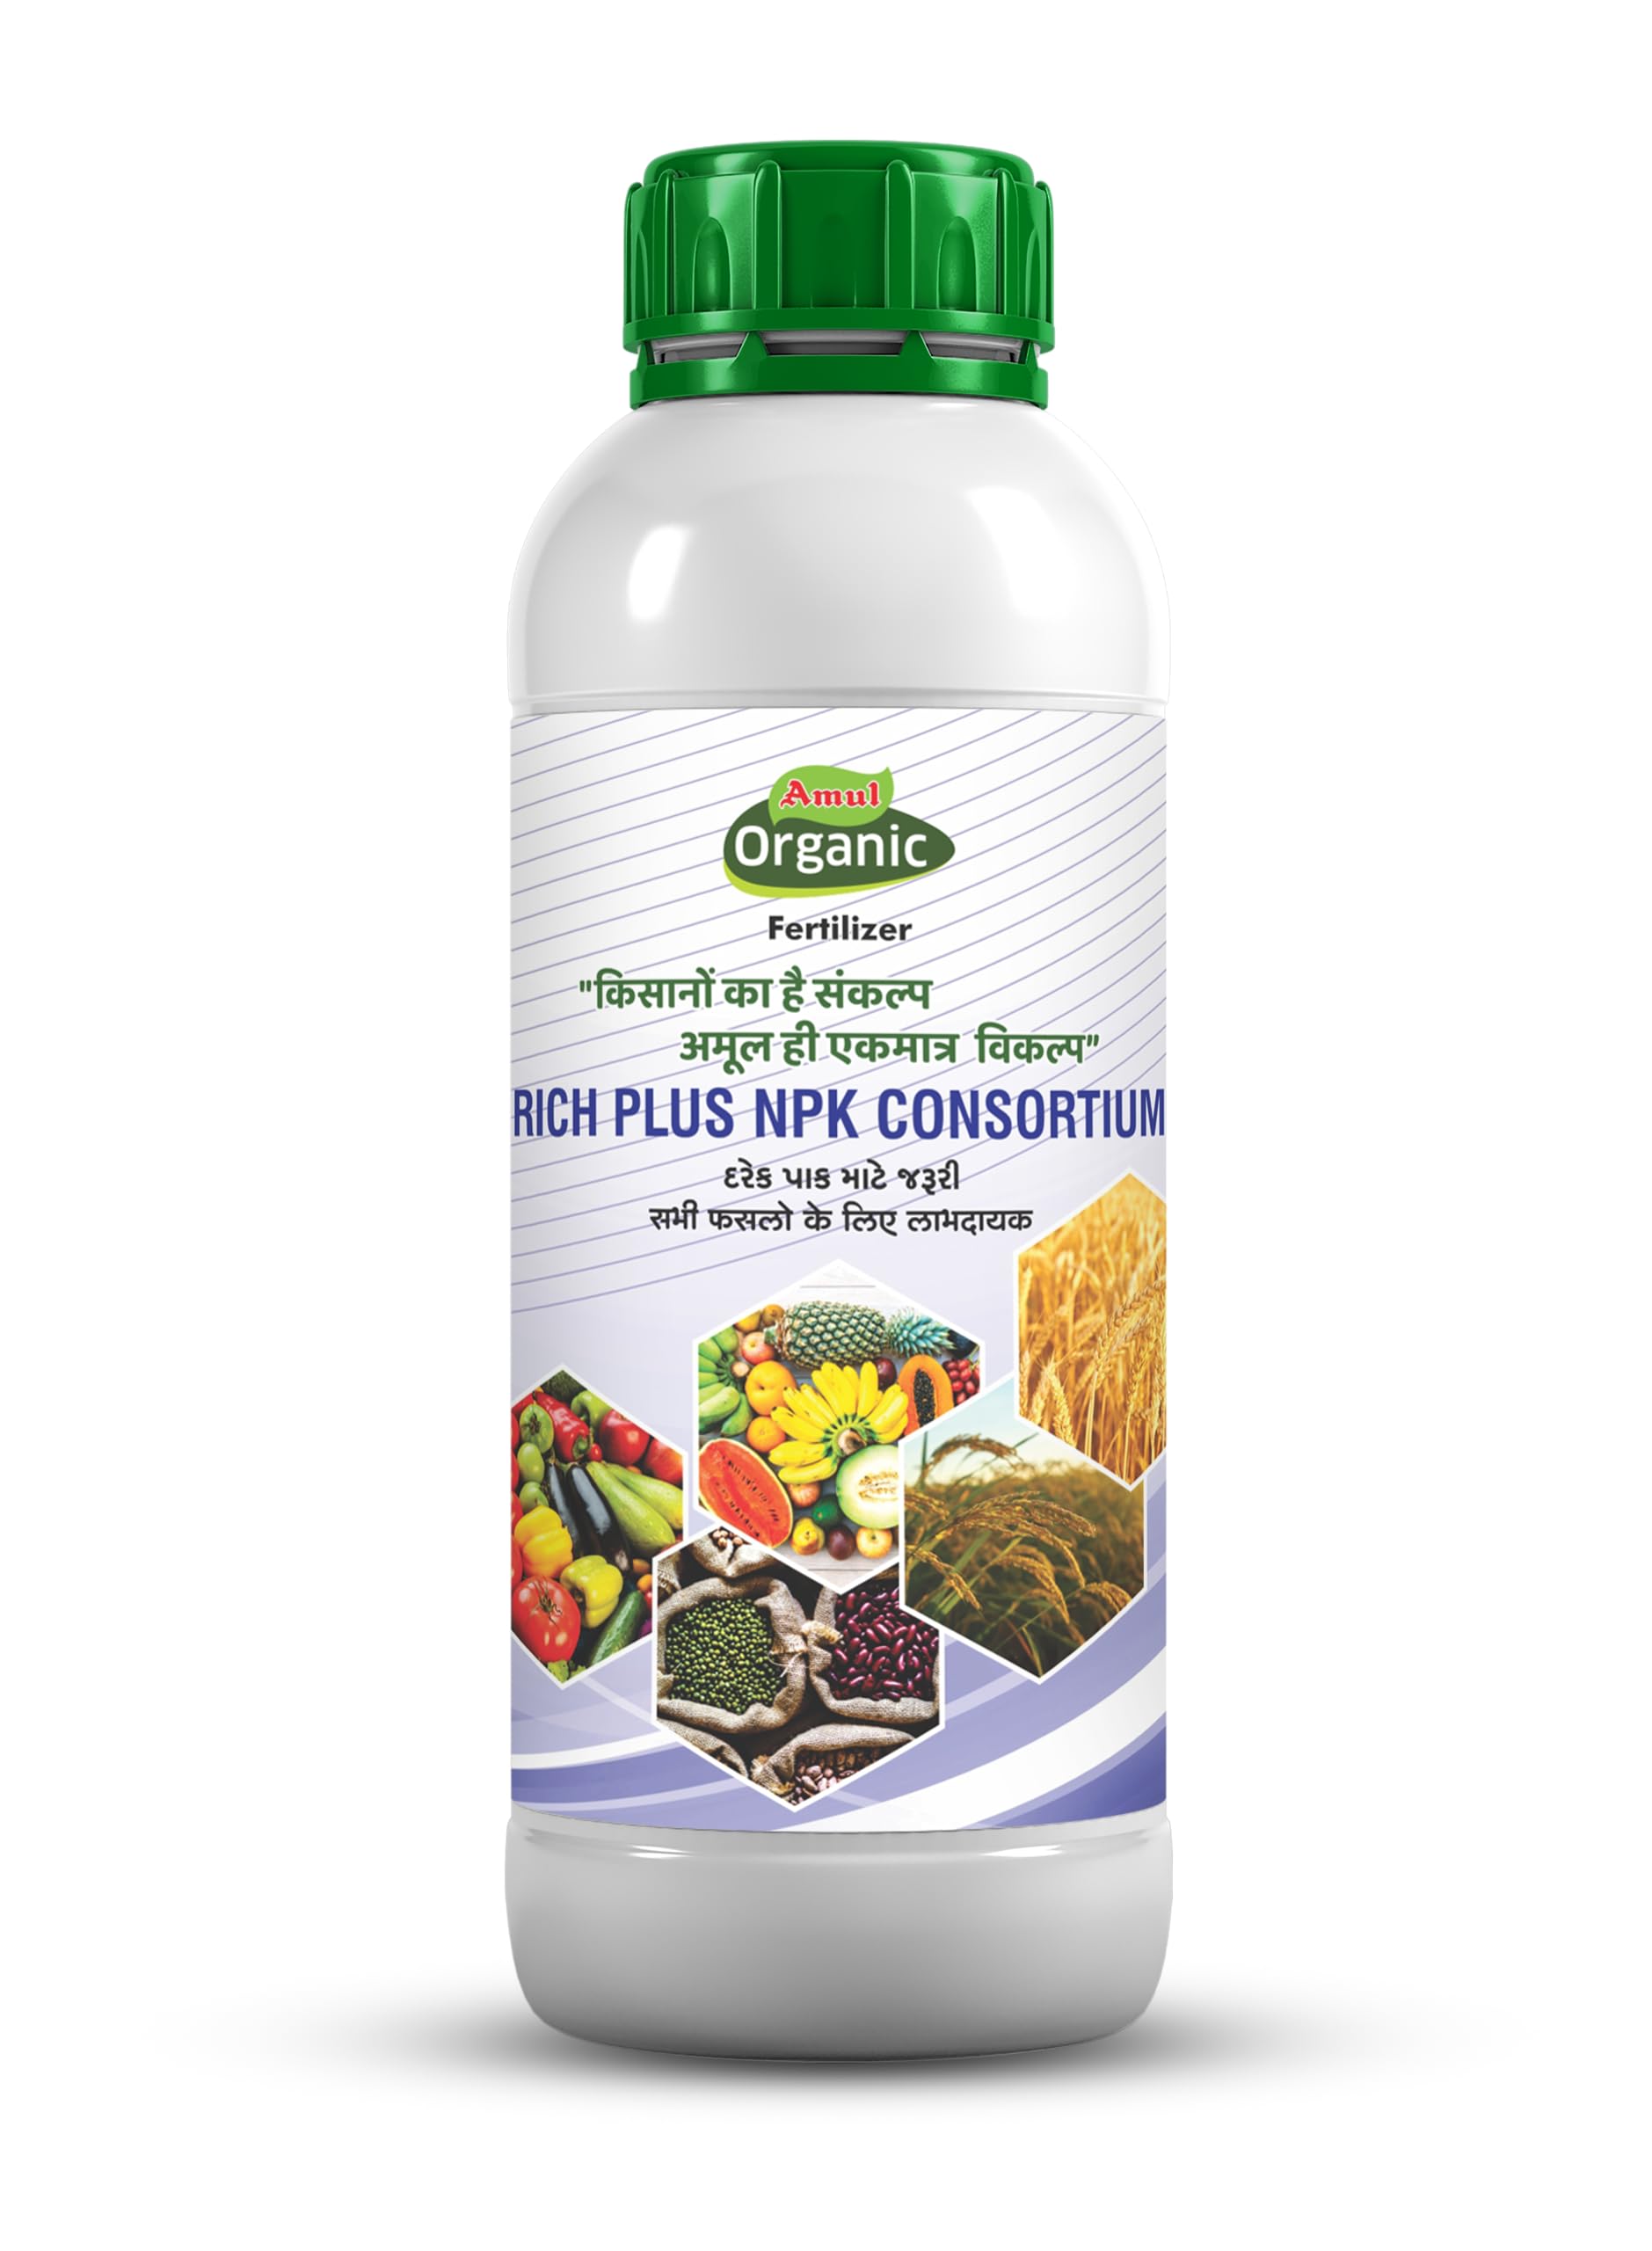 Amul
Organic
Fertilizer
"किसानों का है संकल्प
अमूल ही एकमात्र विकल्प"
RICH PLUS NPK CONSORTIUM
દરેક પાક માટે જરૂરી
सभी फसलो के लिए लाभदायक